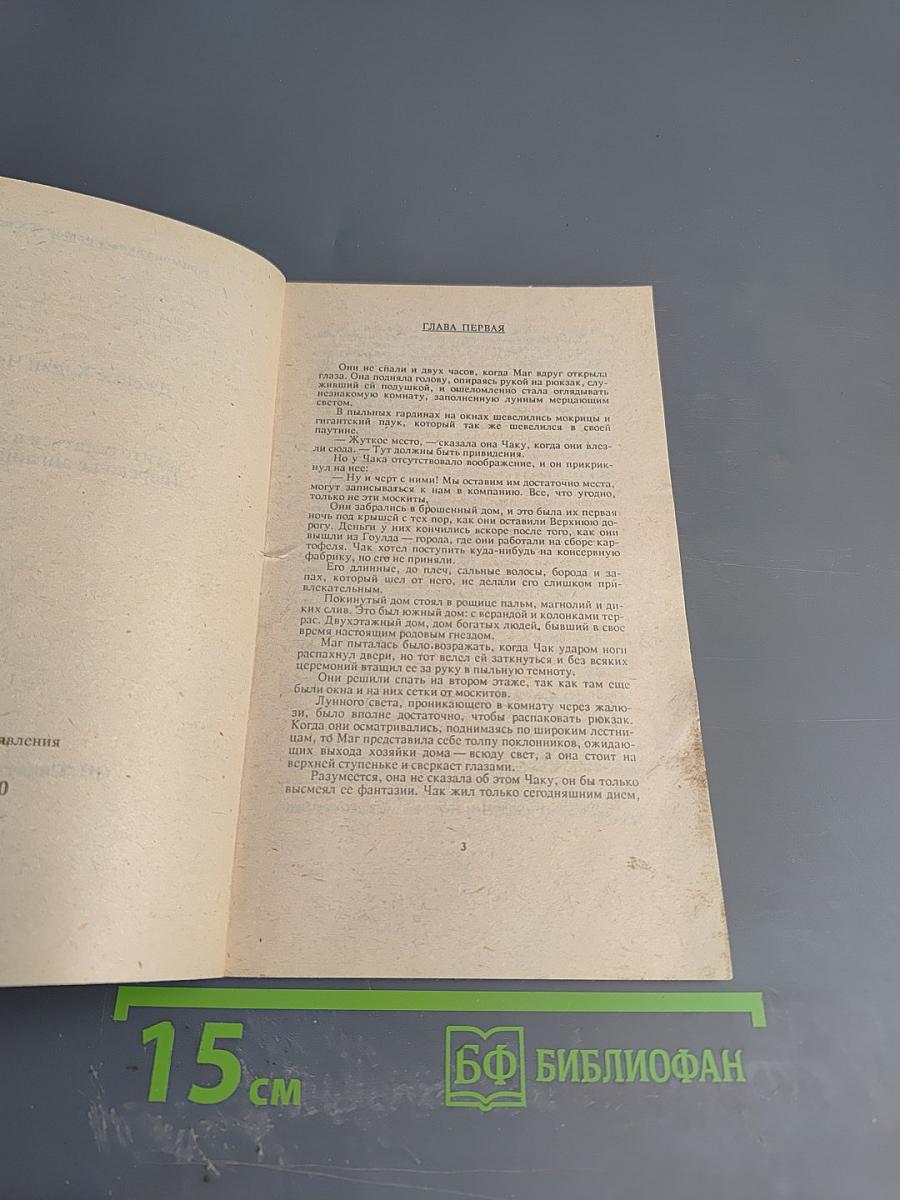 авления
0
ГЛАВА ПЕРВАЯ
Они не спали и двух часов, когда Маг вдруг открыла
глаза. Она подняла голову, опираясь рукой на рюкзак, слу-
живший ей подушкой, и ошеломленно стала оглядывать
незнакомую комнату, заполненную лунным мерцающим
светом.
В пыльных гардинах на окнах шевелились мокрицы и
гигантский паук, который так же шевелился в своей
паутине.
— Жуткое место, — сказала она Чаку, когда они влез-
ли сюда. — Тут должны быть привидения.
Но у Чака отсутствовало воображение, и он прикрик-
нул на нее:
— Ну и черт с ними! Мы оставим им достаточно места,
могут записываться к нам в компанию. Все, что угодно,
только не эти москиты.
Они забрались в брошенный дом, и это была их первая
ночь под крышей с тех пор, как они оставили Верхнюю до-
рогу. Деньги у них кончились вскоре после того, как они
вышли из Гоулда — города, где они работали на сборе кар-
тофеля. Чак хотел поступить куда-нибудь на консервную
фабрику, но его не приняли.
Его длинные, до плеч, сальные волосы, борода и за-
пах, который шел от него, не делали его слишком при-
влекательным.
Покинутый дом стоял в рощице пальм, магнолий и ди-
ких слив. Это был южный дом: с верандой и колонками тер-
рас. Двухэтажный дом, дом богатых людей, бывший в свое
время настоящим родовым гнездом.
Маг пыталась было возражать, когда Чак ударом ноги
распахнул двери, но тот велел ей заткнуться и без всяких
церемоний втащил ее за руку в пыльную темноту.
Они решили спать на втором этаже, так как там еще
были окна и на них сетки от москитов.
Лунного света, проникающего в комнату через жалю-
зи, было вполне достаточно, чтобы распаковать рюкзак.
Когда они осматривались, поднимаясь по широким лестни-
цам, то Маг представила себе толпу поклонников, ожидаю-
щих выхода хозяйки дома — всюду свет, а она стоит на
верхней ступеньке и сверкает глазами.
Разумеется, она не сказала об этом Чаку, он бы только
высмеял ее фантазии. Чак жил только сегодняшним днем,
3
15 см
БФ БИБЛИОФАН